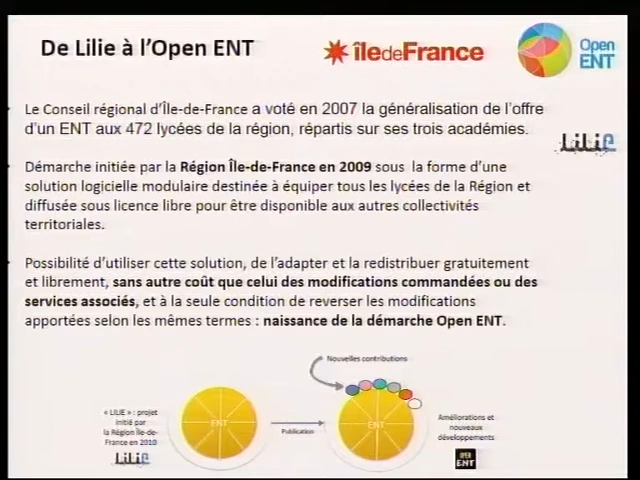 De Lilie à l'Open ENT
île de France
Open
ENT
Le Conseil régional d'Île-de-France a voté en 2007 la généralisation de l'offre
d'un ENT aux 472 lycées de la région, répartis sur ses trois académies.
LiLiE
Démarche initiée par la Région Île-de-France en 2009 sous la forme d'une
solution logicielle modulaire destinée à équiper tous les lycées de la Région et
diffusée sous licence libre pour être disponible aux autres collectivités
territoriales.
Possibilité d'utiliser cette solution, de l'adapter et la redistribuer gratuitement
et librement, sans autre coût que celui des modifications commandées ou des
services associés, et à la seule condition de reverser les modifications
apportées selon les mêmes termes : naissance de la démarche Open ENT.
Nouvelles contributions
« LILIE » : projet
initié par
la Région Île-de-
France en 2010
LiLiE
ENT
Publication
ENT
Améliorations et
nouveaux
développements
ENT